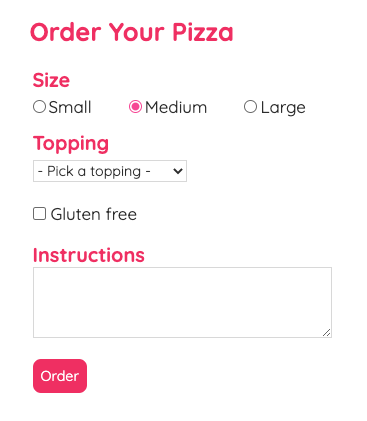 Order Your Pizza
Size
Small Medium Large
Topping
- Pick a topping -
Gluten free
Instructions
Order